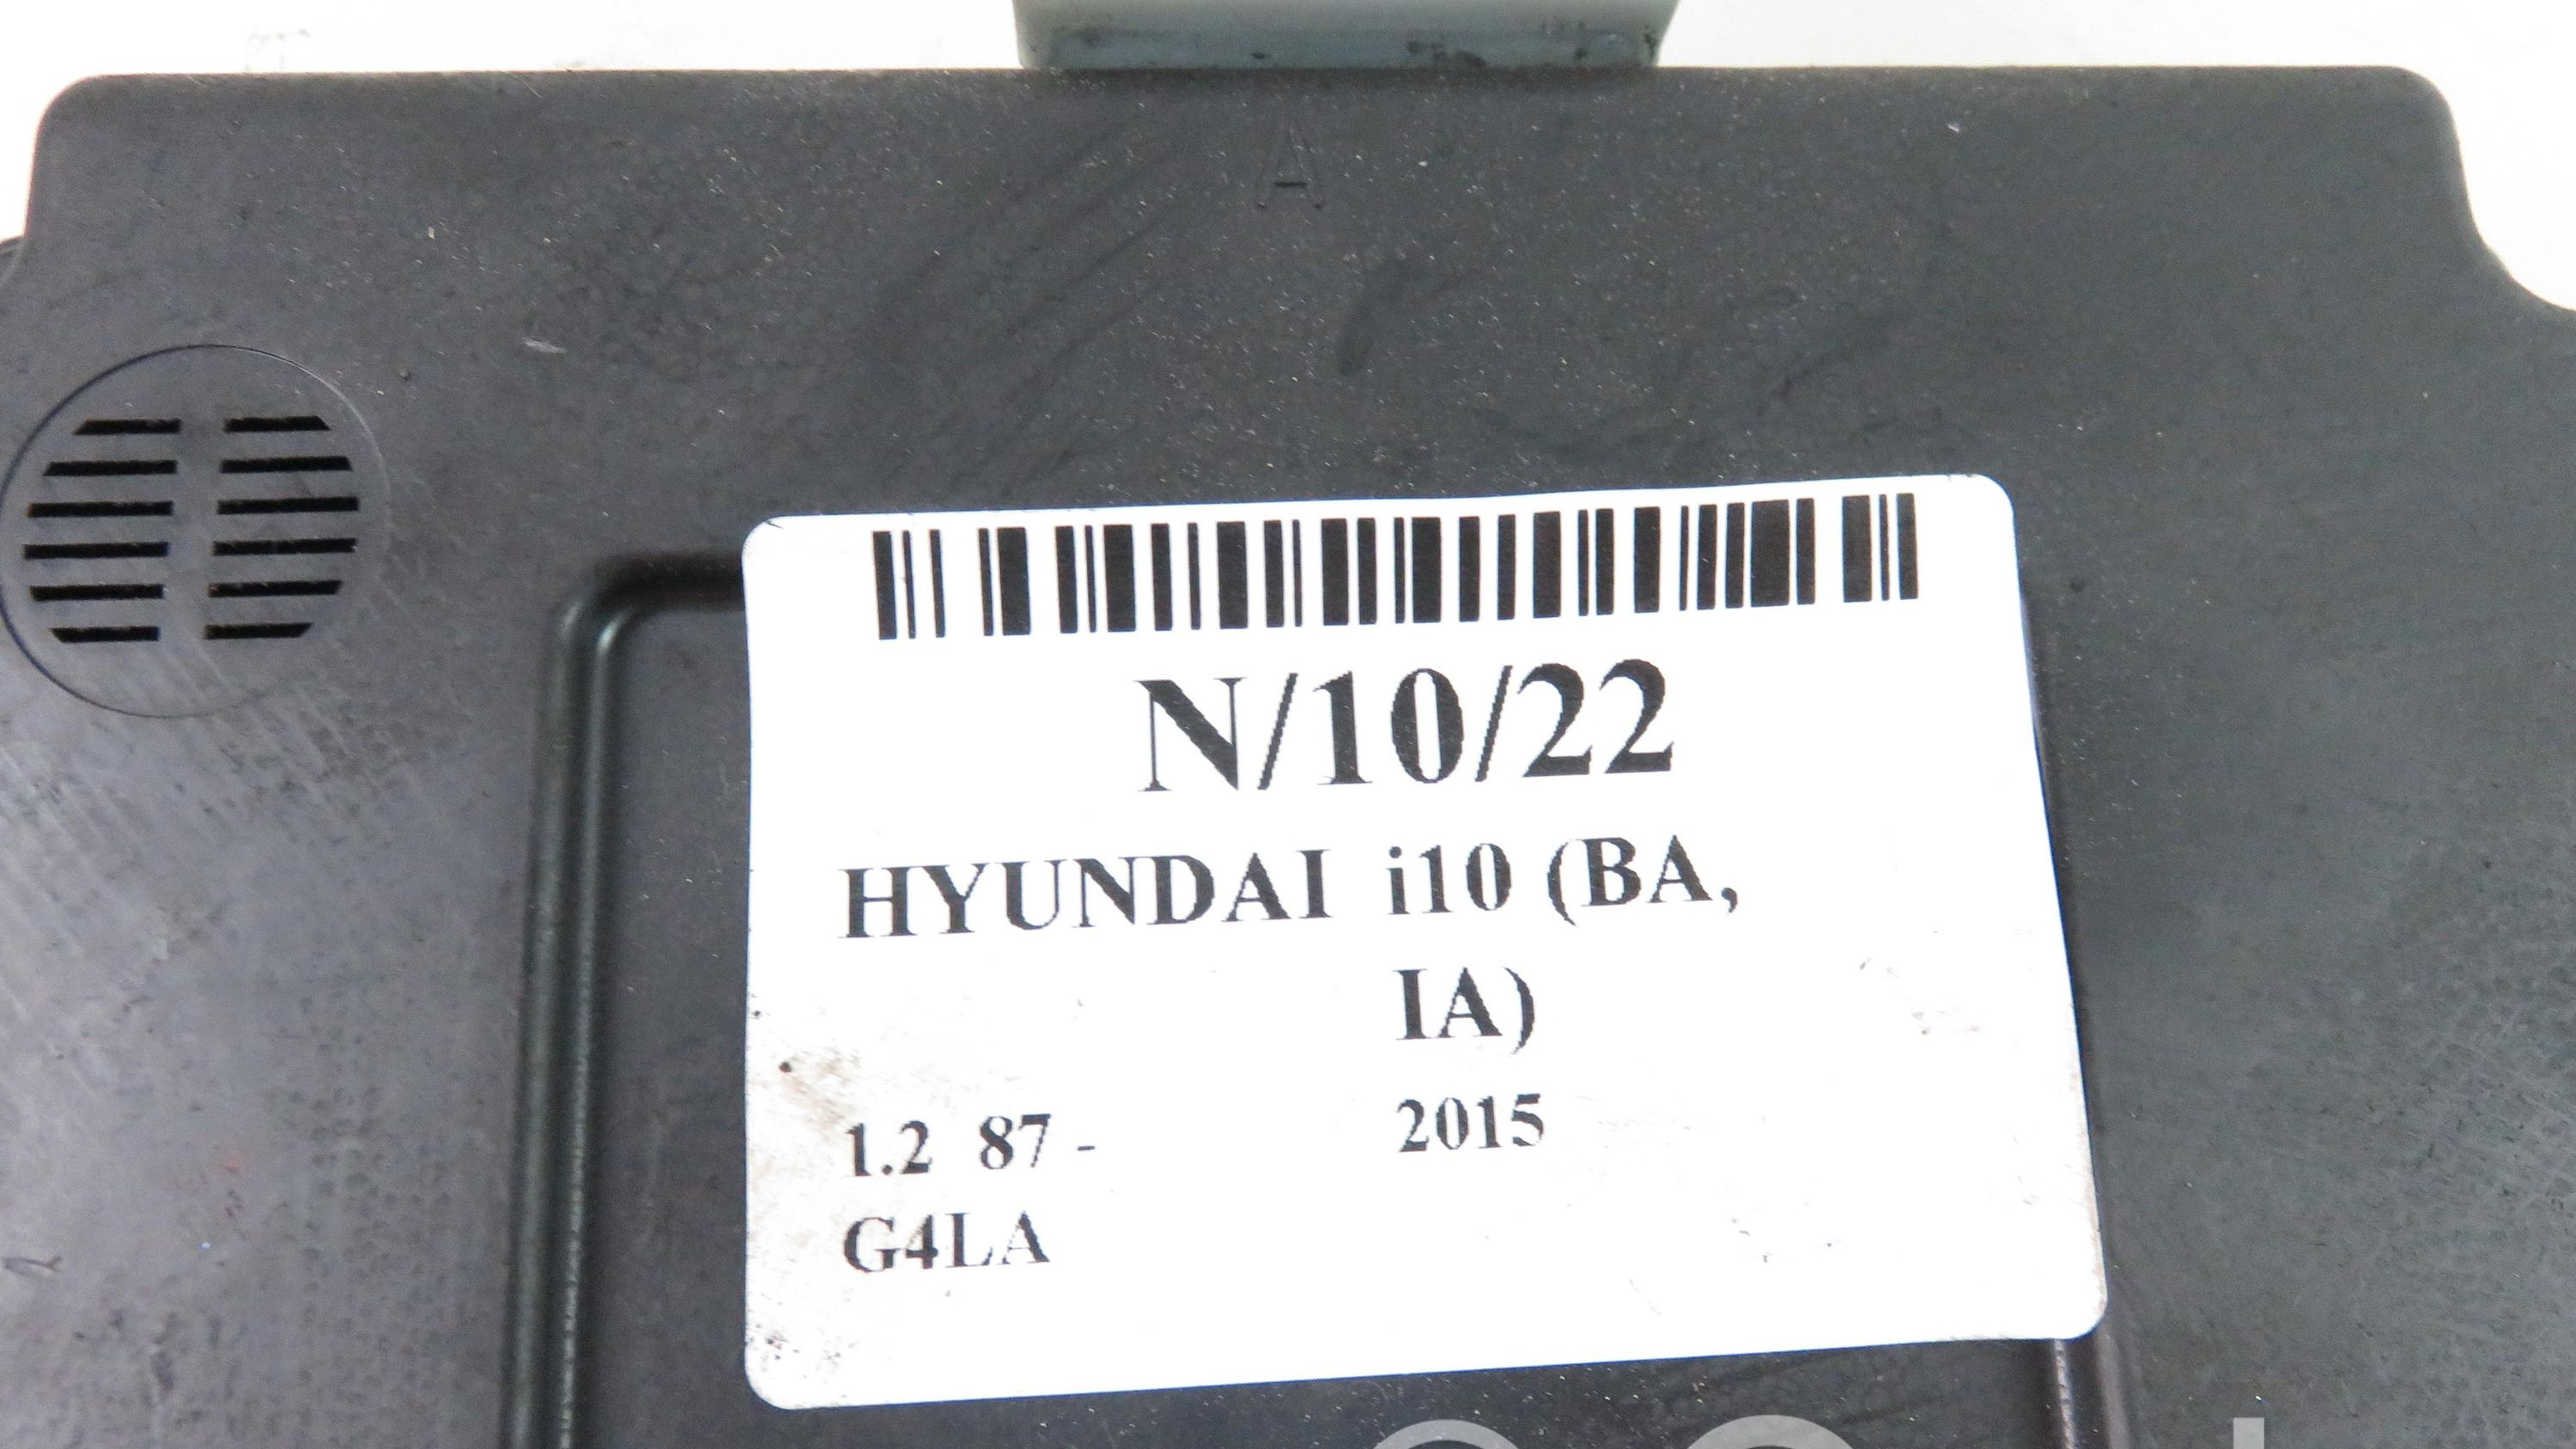 A
N/10/22
HYUNDAI i10 (BA,
IA)
1.2 87 - 2015
G4LA